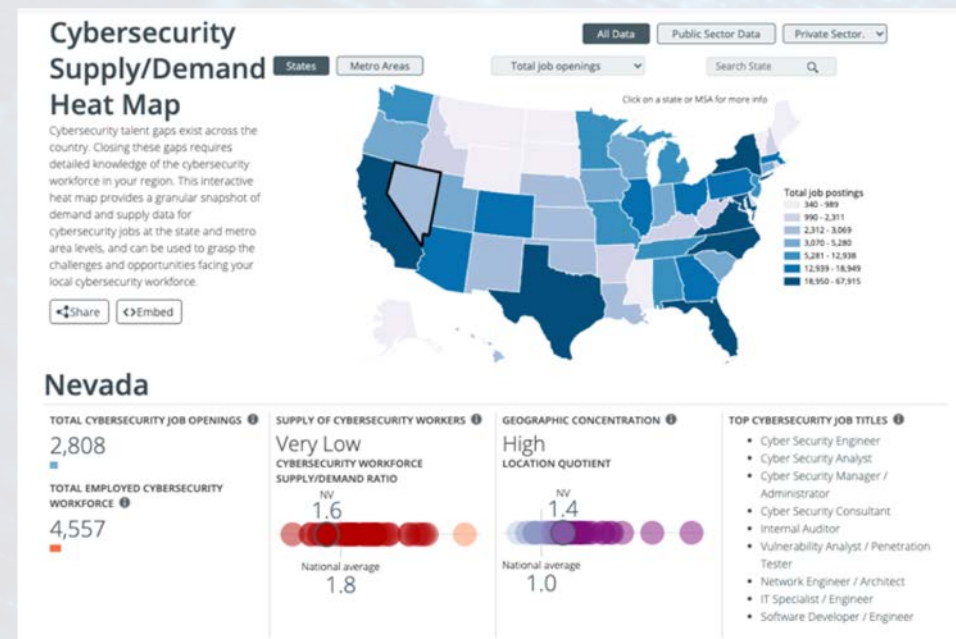 Cybersecurity
Supply/Demand
Heat Map
Cybersecurity talent gaps exist across the
country. Closing these gaps requires
detailed knowledge of the cybersecurity
workforce in your region. This interactive
heat map provides a granular snapshot of
demand and supply data for
cybersecurity jobs at the state and metro
area levels, and can be used to grasp the
challenges and opportunities facing your
local cybersecurity workforce.
Share
Embed
All Data
Public Sector Data
Private Sector.
States
Metro Areas
Total job openings
Search State
Click on a state or MSA for more info
Total job postings
340 - 989
990 - 2,311
2,312 - 3,069
3,070 - 5,280
5,281 - 12,938
12,939 - 18,949
18,950 - 67,915
Nevada
TOTAL CYBERSECURITY JOB OPENINGS
2,808
TOTAL EMPLOYED CYBERSECURITY
WORKFORCE
4,557
SUPPLY OF CYBERSECURITY WORKERS
Very Low
CYBERSECURITY WORKFORCE
SUPPLY/DEMAND RATIO
NV
1.6
National average
1.8
GEOGRAPHIC CONCENTRATION
High
LOCATION QUOTIENT
NV
1.4
National average
1.0
TOP CYBERSECURITY JOB TITLES
• Cyber Security Engineer
• Cyber Security Analyst
• Cyber Security Manager /
Administrator
• Cyber Security Consultant
• Internal Auditor
• Vulnerability Analyst / Penetration
Tester
• Network Engineer / Architect
• IT Specialist / Engineer
• Software Developer / Engineer